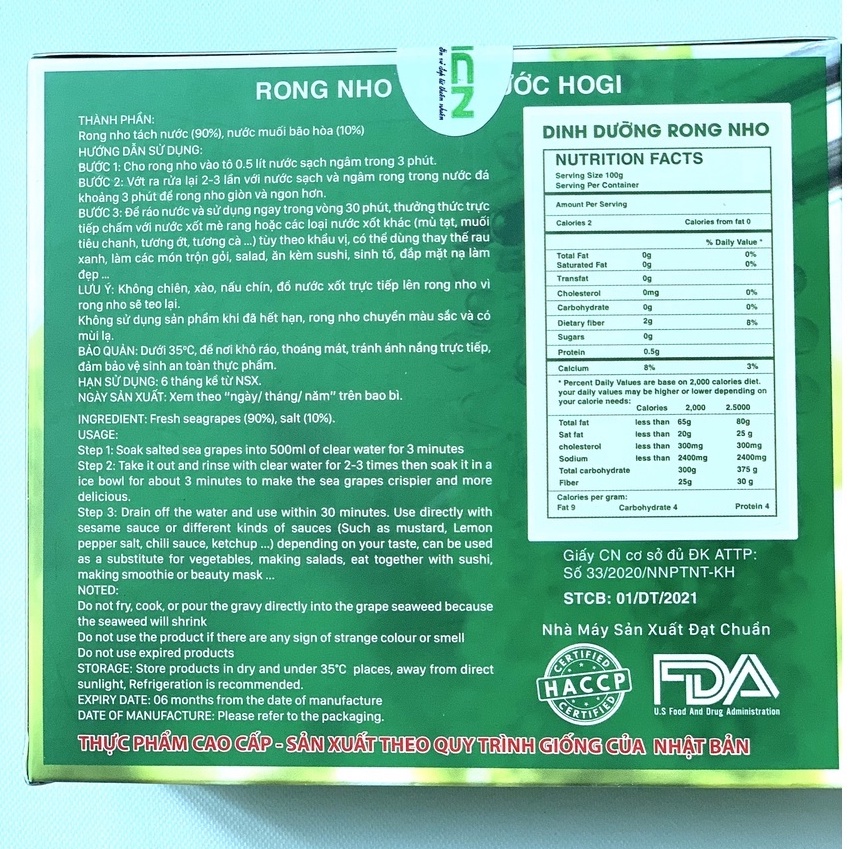 ICN
RONG NHO ƯỚC HOGI
THÀNH PHẦN:
Rong nho tách nước (90%), nước muối bão hòa (10%)
HƯỚNG DẪN SỬ DỤNG:
BƯỚC 1: Cho rong nho vào tô 0.5 lít nước sạch ngâm trong 3 phút.
BƯỚC 2: Vớt ra rửa lại 2-3 lần với nước sạch và ngâm rong trong nước đá
khoảng 3 phút để rong nho giòn và ngon hơn.
BƯỚC 3: Để ráo nước và sử dụng ngay trong vòng 30 phút, thưởng thức trực
tiếp chấm với nước xốt mè rang hoặc các loại nước xốt khác (mù tạt, muối
tiêu chanh, tương ớt, tương cà ...) tùy theo khẩu vị, có thể dùng thay thế rau
xanh, làm các món trộn gỏi, salad, ăn kèm sushi, sinh tố, đắp mặt nạ làm
đẹp ...
LƯU Ý: Không chiên, xào, nấu chín, đổ nước xốt trực tiếp lên rong nho vì
rong nho sẽ teo lại.
Không sử dụng sản phẩm khi đã hết hạn, rong nho chuyển màu sắc và có
mùi lạ.
BẢO QUẢN: Dưới 35°C, để nơi khô ráo, thoáng mát, tránh ánh nắng trực tiếp,
đảm bảo vệ sinh an toàn thực phẩm.
HẠN SỬ DỤNG: 6 tháng kể từ NSX.
NGÀY SẢN XUẤT: Xem theo "ngày/ tháng/ năm" trên bao bì.
INGREDIENT: Fresh seagrapes (90%), salt (10%).
USAGE:
Step 1: Soak salted sea grapes into 500ml of clear water for 3 minutes
Step 2: Take it out and rinse with clear water for 2-3 times then soak it in a
ice bowl for about 3 minutes to make the sea grapes crispier and more
delicious.
Step 3: Drain off the water and use within 30 minutes. Use directly with
sesame sauce or different kinds of sauces (Such as mustard, Lemon
pepper salt, chili sauce, ketchup ...) depending on your taste, can be used
as a substitute for vegetables, making salads, eat together with sushi,
making smoothie or beauty mask ...
NOTED:
Do not fry, cook, or pour the gravy directly into the grape seaweed because
the seaweed will shrink
Do not use the product if there are any sign of strange colour or smell
Do not use expired products
STORAGE: Store products in dry and under 35°C places, away from direct
sunlight, Refrigeration is recommended.
EXPIRY DATE: 06 months from the date of manufacture
DATE OF MANUFACTURE: Please refer to the packaging.
DINH DƯỠNG RONG NHO
NUTRITION FACTS
Serving Size 100g
Serving Per Container
Amount Per Serving
Calories 2 Calories from fat 0
% Daily Value *
Total Fat 0g 0%
Saturated Fat 0g 0%
Transfat 0g
Cholesterol 0mg 0%
Carbohydrate 0g 0%
Dietary fiber 2g 8%
Sugars 0g
Protein 0.5g
Calcium 8% 3%
* Percent Daily Values are base on 2,000 calories diet.
your daily values may be higher or lower depending on
your calorie needs:
Calories 2,000 2.5000
Total fat less than 65g 80g
Sat fat less than 20g 25 g
cholesterol less than 300mg 300mg
Sodium less than 2400mg 2400mg
Total carbohydrate 300g 375 g
Fiber 25g 30 g
Calories per gram:
Fat 9 Carbohydrate 4 Protein 4
Giấy CN cơ sở đủ ĐK ATTP:
Số 33/2020/NNPTNT-KH
STCB: 01/DT/2021
Nhà Máy Sản Xuất Đạt Chuẩn
CERTIFIED
HACCP
CERTIFIED
FDA
U.S Food And Drug Administration
THỰC PHẨM CAO CẤP - SẢN XUẤT THEO QUY TRÌNH GIỐNG CỦA NHẬT BẢN